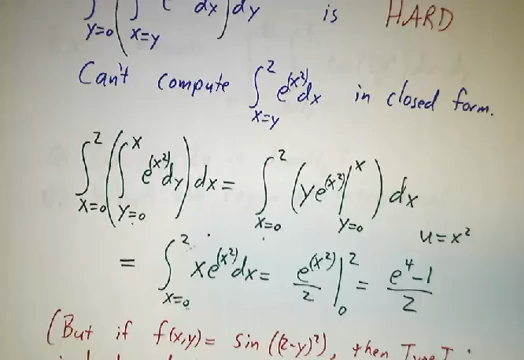 ∫_{y=0} (∫_{x=y} e dx) dy is HARD
Can't compute ∫_{x=y}^{2} e^{(x²)} dx in closed form.
∫_{x=0}^{2} (∫_{y=0}^{x} e^{(x²)} dy) dx = ∫_{x=0}^{2} (ye^{(x²)} |_{y=0}^{x}) dx
u = x²
= ∫_{x=0}^{2} xe^{(x²)} dx = e^{(x²)}/2 |_{0}^{2} = (e⁴-1)/2
(But if f(x,y) = sin((2-y)²), then Type I